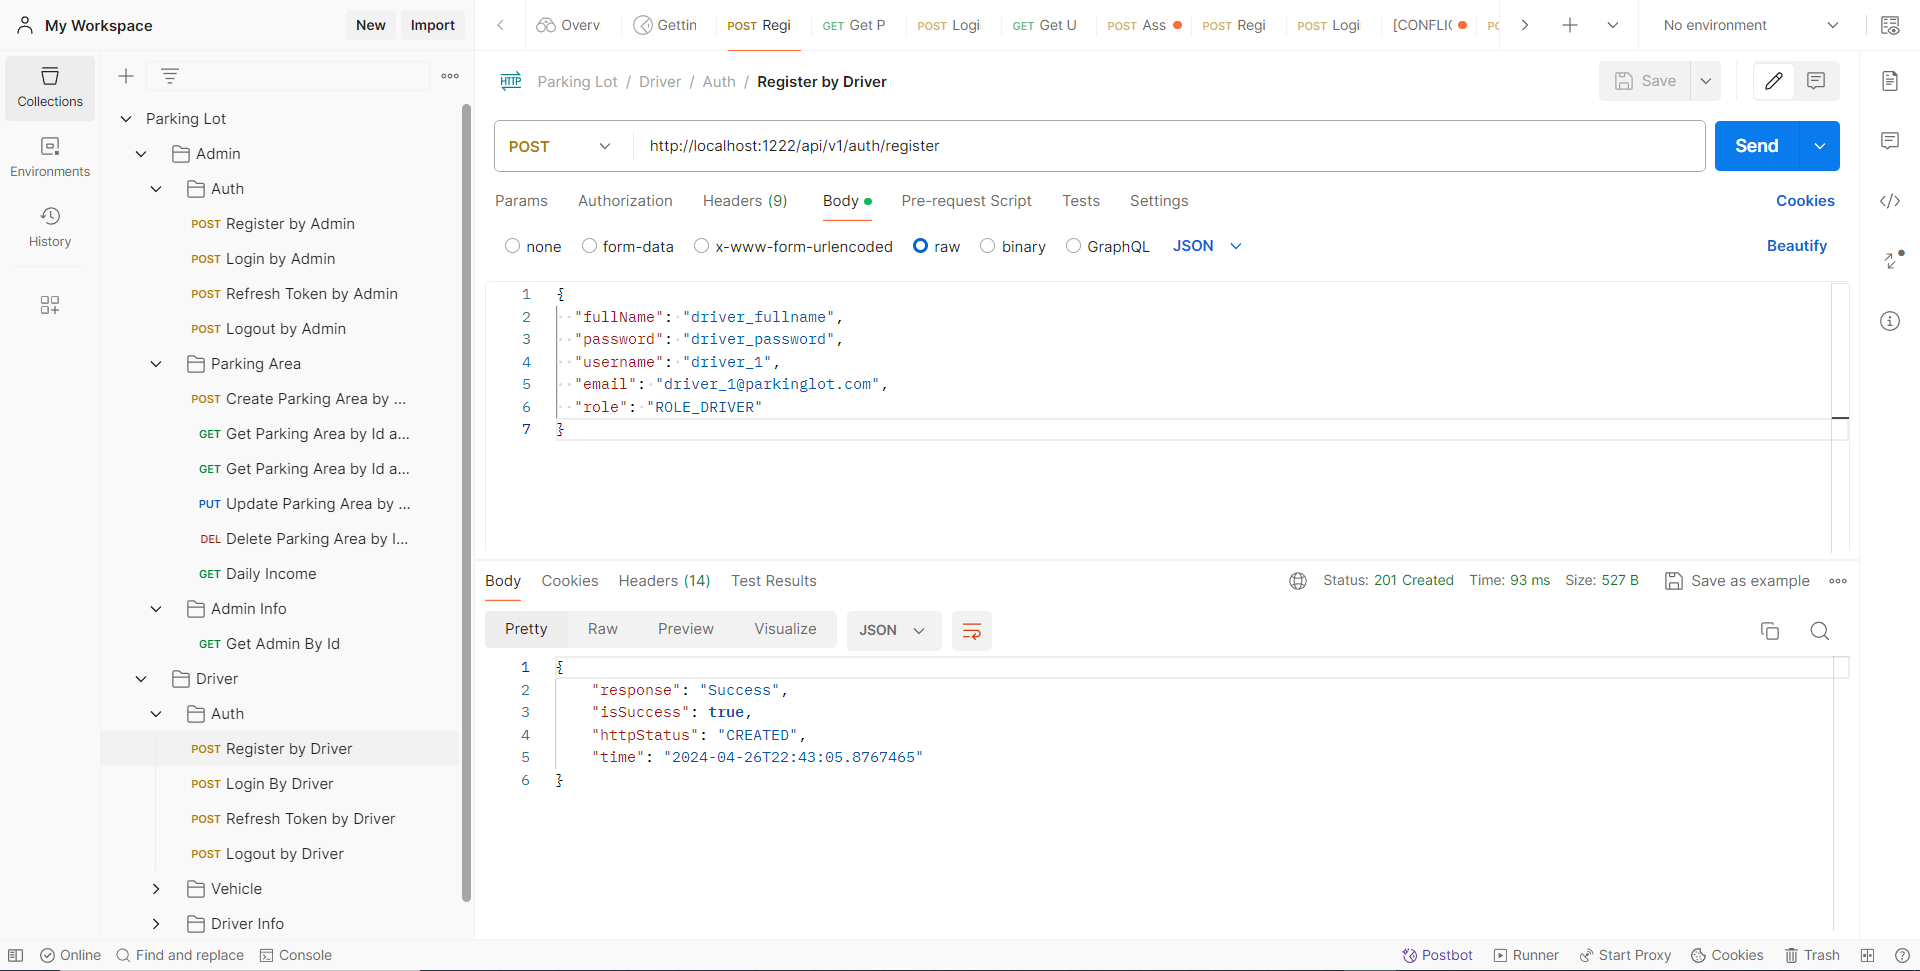 My Workspace New Import
Overv Gettin POST Regi GET Get P POST Logi GET Get U POST Ass POST Regi POST Logi [CONFLIC No environment
Collections
Environments
History
Parking Lot
Admin
Auth
POST Register by Admin
POST Login by Admin
POST Refresh Token by Admin
POST Logout by Admin
Parking Area
POST Create Parking Area by ...
GET Get Parking Area by Id a...
GET Get Parking Area by Id a...
PUT Update Parking Area by ...
DEL Delete Parking Area by I...
GET Daily Income
Admin Info
GET Get Admin By Id
Driver
Auth
POST Register by Driver
POST Login By Driver
POST Refresh Token by Driver
POST Logout by Driver
Vehicle
Driver Info
HTTP Parking Lot / Driver / Auth / Register by Driver Save
POST http://localhost:1222/api/v1/auth/register Send
Params Authorization Headers (9) Body Pre-request Script Tests Settings Cookies
none form-data x-www-form-urlencoded raw binary GraphQL JSON Beautify
1 {
2 "fullName": "driver_fullname",
3 "password": "driver_password",
4 "username": "driver_1",
5 "email": "driver_1@parkinglot.com",
6 "role": "ROLE_DRIVER"
7 }
Body Cookies Headers (14) Test Results Status: 201 Created Time: 93 ms Size: 527 B Save as example
Pretty Raw Preview Visualize JSON
1 {
2 "response": "Success",
3 "isSuccess": true,
4 "httpStatus": "CREATED",
5 "time": "2024-04-26T22:43:05.8767465"
6 }
Online Find and replace Console Postbot Runner Start Proxy Cookies Trash